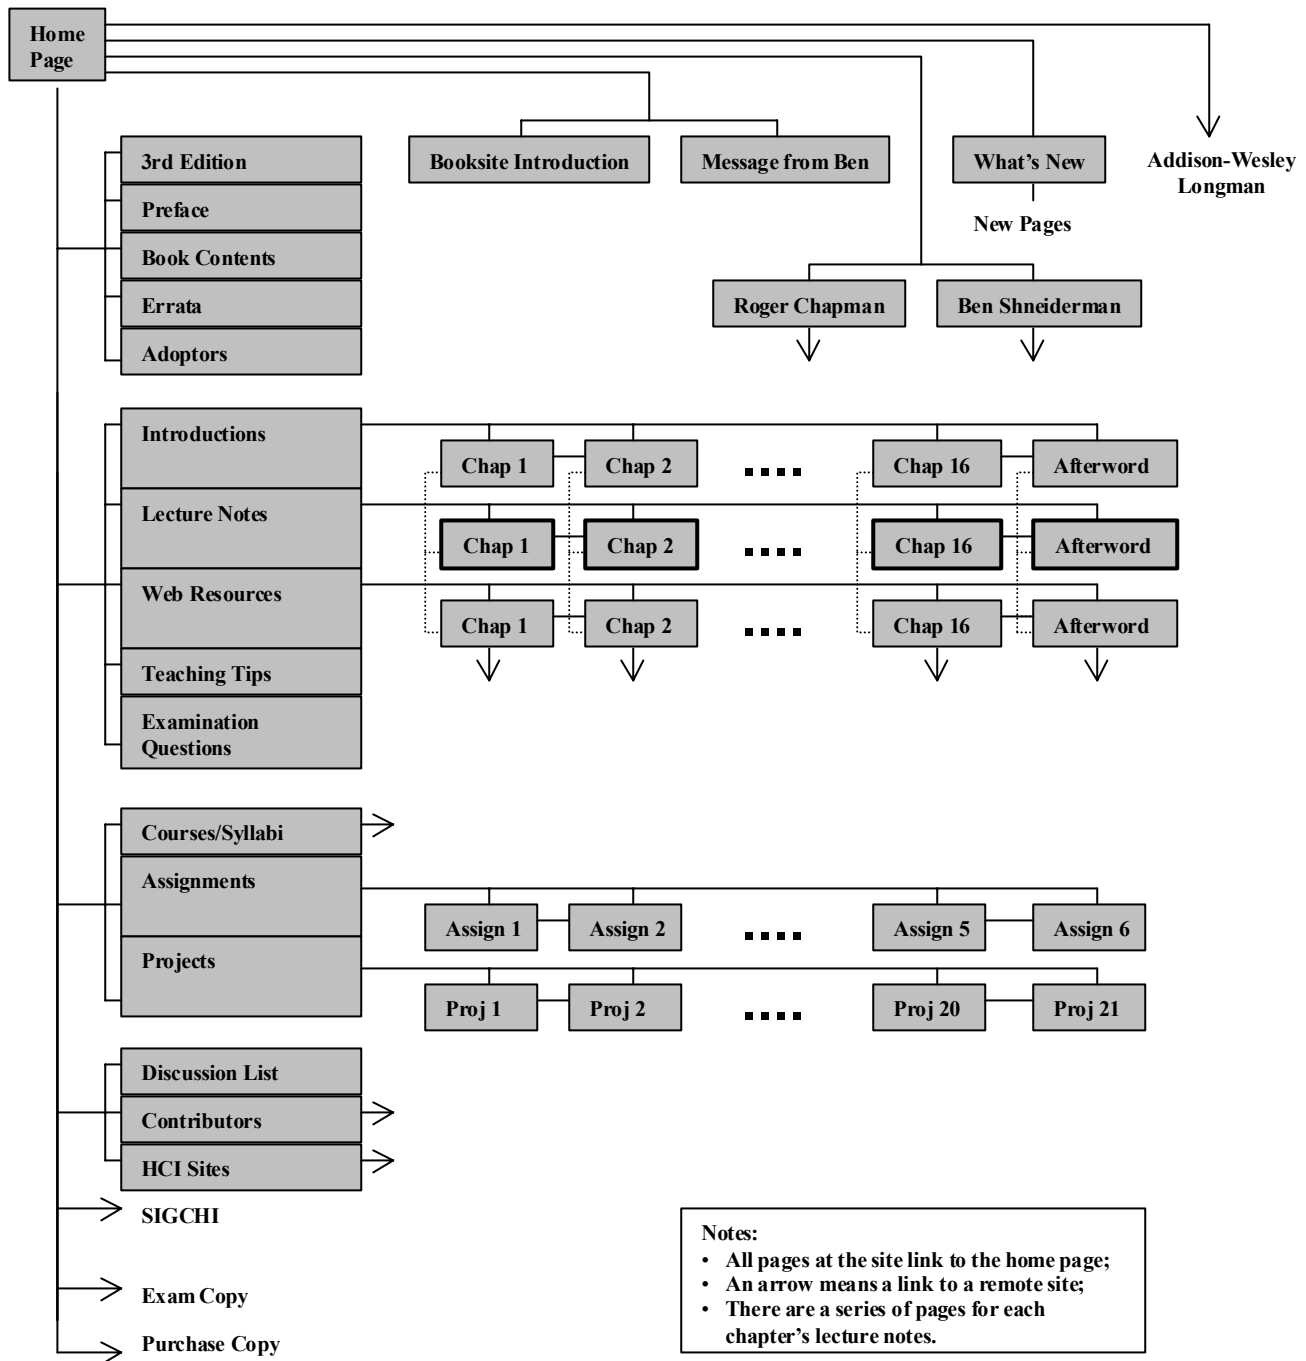 Home
Page
3rd Edition
Booksite Introduction
Message from Ben
What's New
Addison-Wesley
Longman
Preface
New Pages
Book Contents
Errata
Roger Chapman
Ben Shneiderman
Adoptors
Introductions
Chap 1
Chap 2
Chap 16
Afterword
Lecture Notes
Chap 1
Chap 2
Chap 16
Afterword
Web Resources
Chap 1
Chap 2
Chap 16
Afterword
Teaching Tips
Examination
Questions
Courses/Syllabi
Assignments
Assign 1
Assign 2
Assign 5
Assign 6
Projects
Proj 1
Proj 2
Proj 20
Proj 21
Discussion List
Contributors
HCI Sites
SIGCHI
Exam Copy
Purchase Copy
Notes:
• All pages at the site link to the home page;
• An arrow means a link to a remote site;
• There are a series of pages for each
chapter's lecture notes.